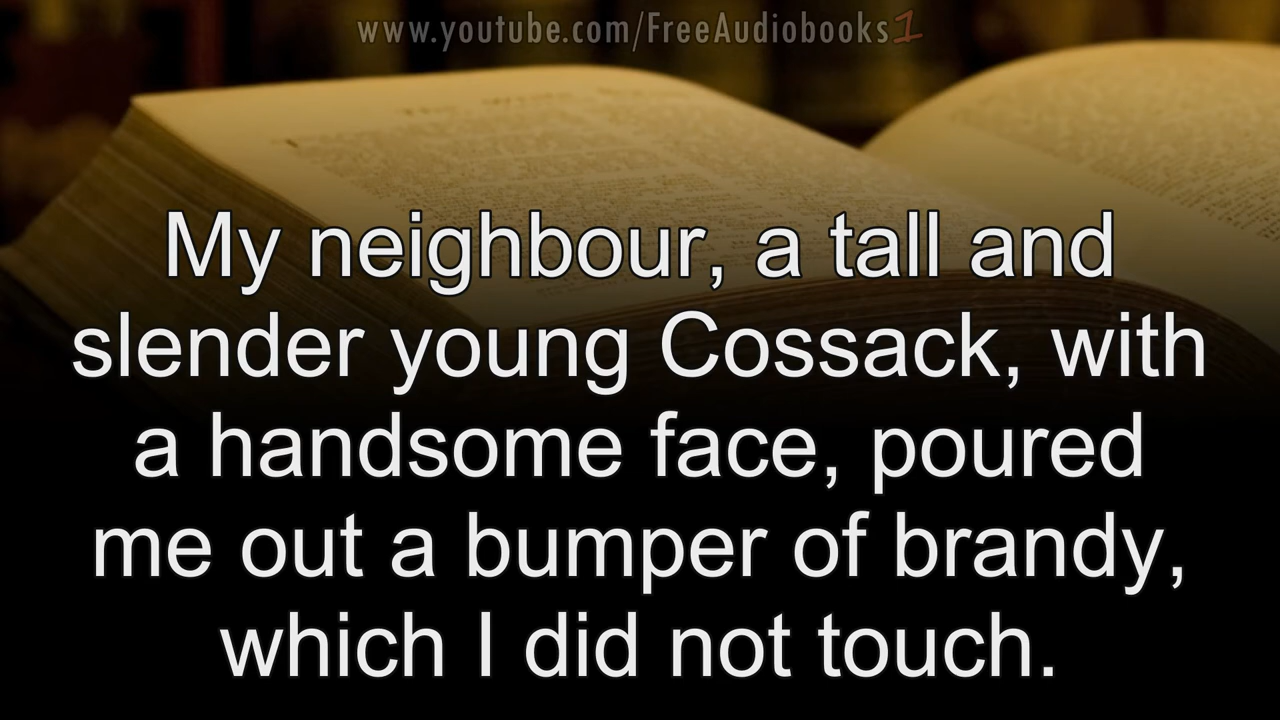 www.youtube.com/FreeAudiobooks1
My neighbour, a tall and
slender young Cossack, with
a handsome face, poured
me out a bumper of brandy,
which I did not touch.